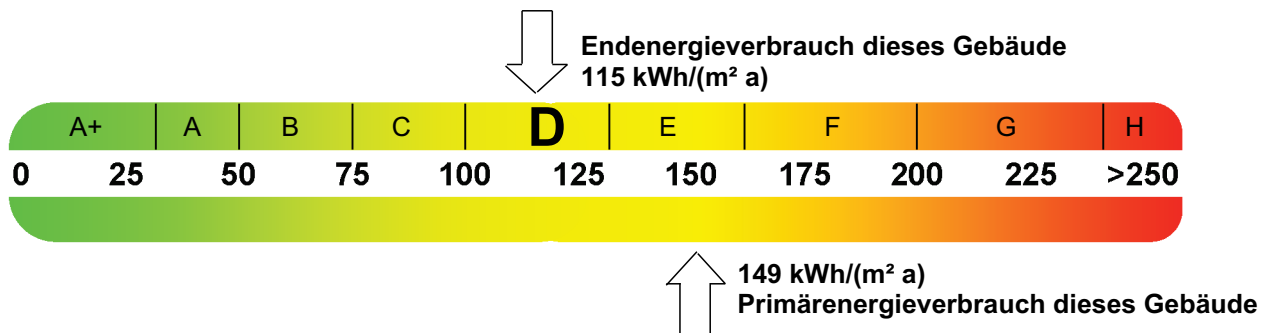 Endenergieverbrauch dieses Gebäude
115 kWh/(m² a)
A+ A B C D E F G H
0 25 50 75 100 125 150 175 200 225 >250
149 kWh/(m² a)
Primärenergieverbrauch dieses Gebäude